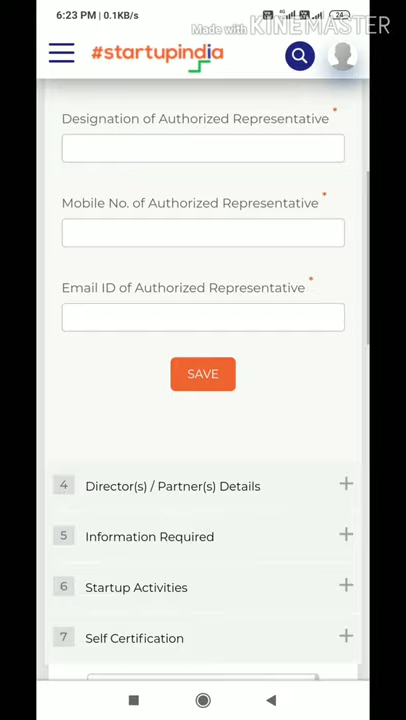 6:23 PM | 0.1KB/s
24
Made with KINEMASTER
#startupindia
Designation of Authorized Representative *
Mobile No. of Authorized Representative *
Email ID of Authorized Representative *
SAVE
4 Director(s) / Partner(s) Details +
5 Information Required +
6 Startup Activities +
7 Self Certification +